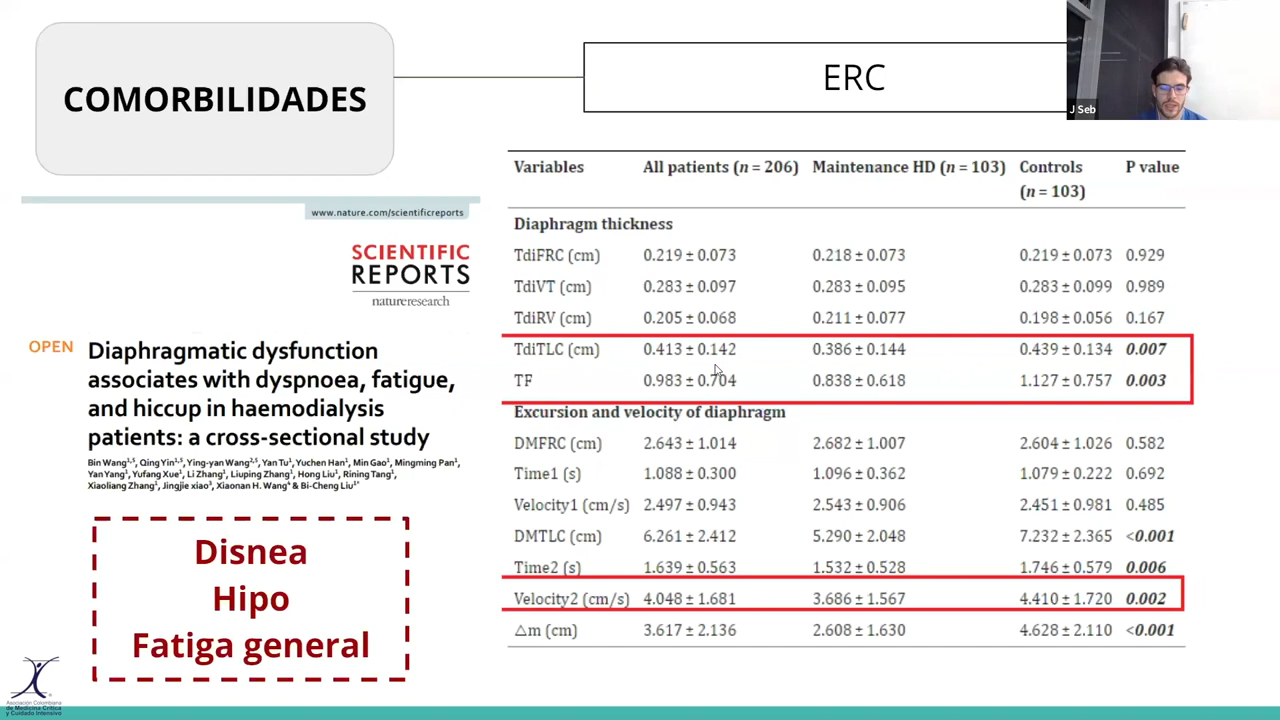 COMORBILIDADES
ERC
J Seb
www.nature.com/scientificreports
SCIENTIFIC
REPORTS
natureresearch
OPEN
Diaphragmatic dysfunction
associates with dyspnoea, fatigue,
and hiccup in haemodialysis
patients: a cross-sectional study
Bin Wang1,5, Qing Yin1,5, Ying-yan Wang2,5, Yan Tu1, Yuchen Han1, Min Gao1, Mingming Pan1,
Yan Yang1, Yufang Xue1, Li Zhang1, Liuping Zhang1, Hong Liu1, Rining Tang1,
Xiaoliang Zhang1, Jingjie xiao3, Xiaonan H. Wang4 & Bi-Cheng Liu1*
Disnea
Hipo
Fatiga general
Variables All patients (n = 206) Maintenance HD (n = 103) Controls (n = 103) P value
Diaphragm thickness
TdiFRC (cm) 0.219 ± 0.073 0.218 ± 0.073 0.219 ± 0.073 0.929
TdiVT (cm) 0.283 ± 0.097 0.283 ± 0.095 0.283 ± 0.099 0.989
TdiRV (cm) 0.205 ± 0.068 0.211 ± 0.077 0.198 ± 0.056 0.167
TdiTLC (cm) 0.413 ± 0.142 0.386 ± 0.144 0.439 ± 0.134 0.007
TF 0.983 ± 0.704 0.838 ± 0.618 1.127 ± 0.757 0.003
Excursion and velocity of diaphragm
DMFRC (cm) 2.643 ± 1.014 2.682 ± 1.007 2.604 ± 1.026 0.582
Time1 (s) 1.088 ± 0.300 1.096 ± 0.362 1.079 ± 0.222 0.692
Velocity1 (cm/s) 2.497 ± 0.943 2.543 ± 0.906 2.451 ± 0.981 0.485
DMTLC (cm) 6.261 ± 2.412 5.290 ± 2.048 7.232 ± 2.365 <0.001
Time2 (s) 1.639 ± 0.563 1.532 ± 0.528 1.746 ± 0.579 0.006
Velocity2 (cm/s) 4.048 ± 1.681 3.686 ± 1.567 4.410 ± 1.720 0.002
△m (cm) 3.617 ± 2.136 2.608 ± 1.630 4.628 ± 2.110 <0.001
Asociación Colombiana
de Medicina Crítica
y Cuidado Intensivo